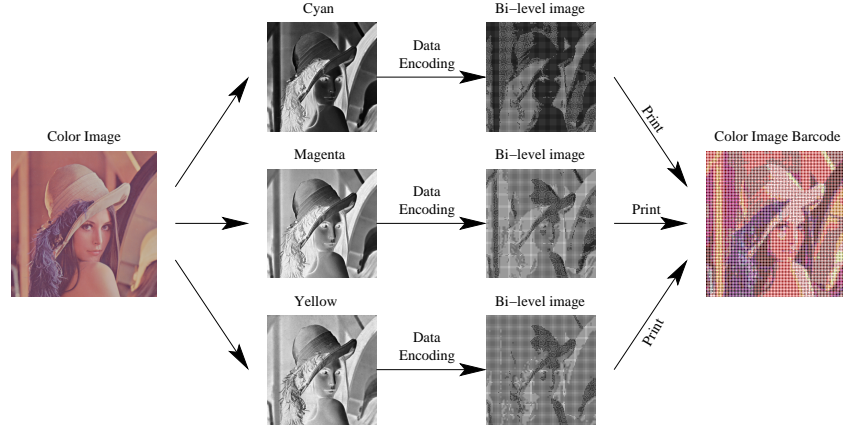 Cyan
Bi−level image
Data
Encoding
Print
Color Image
Magenta
Bi−level image
Color Image Barcode
Data
Encoding
Print
Yellow
Bi−level image
Data
Encoding
Print